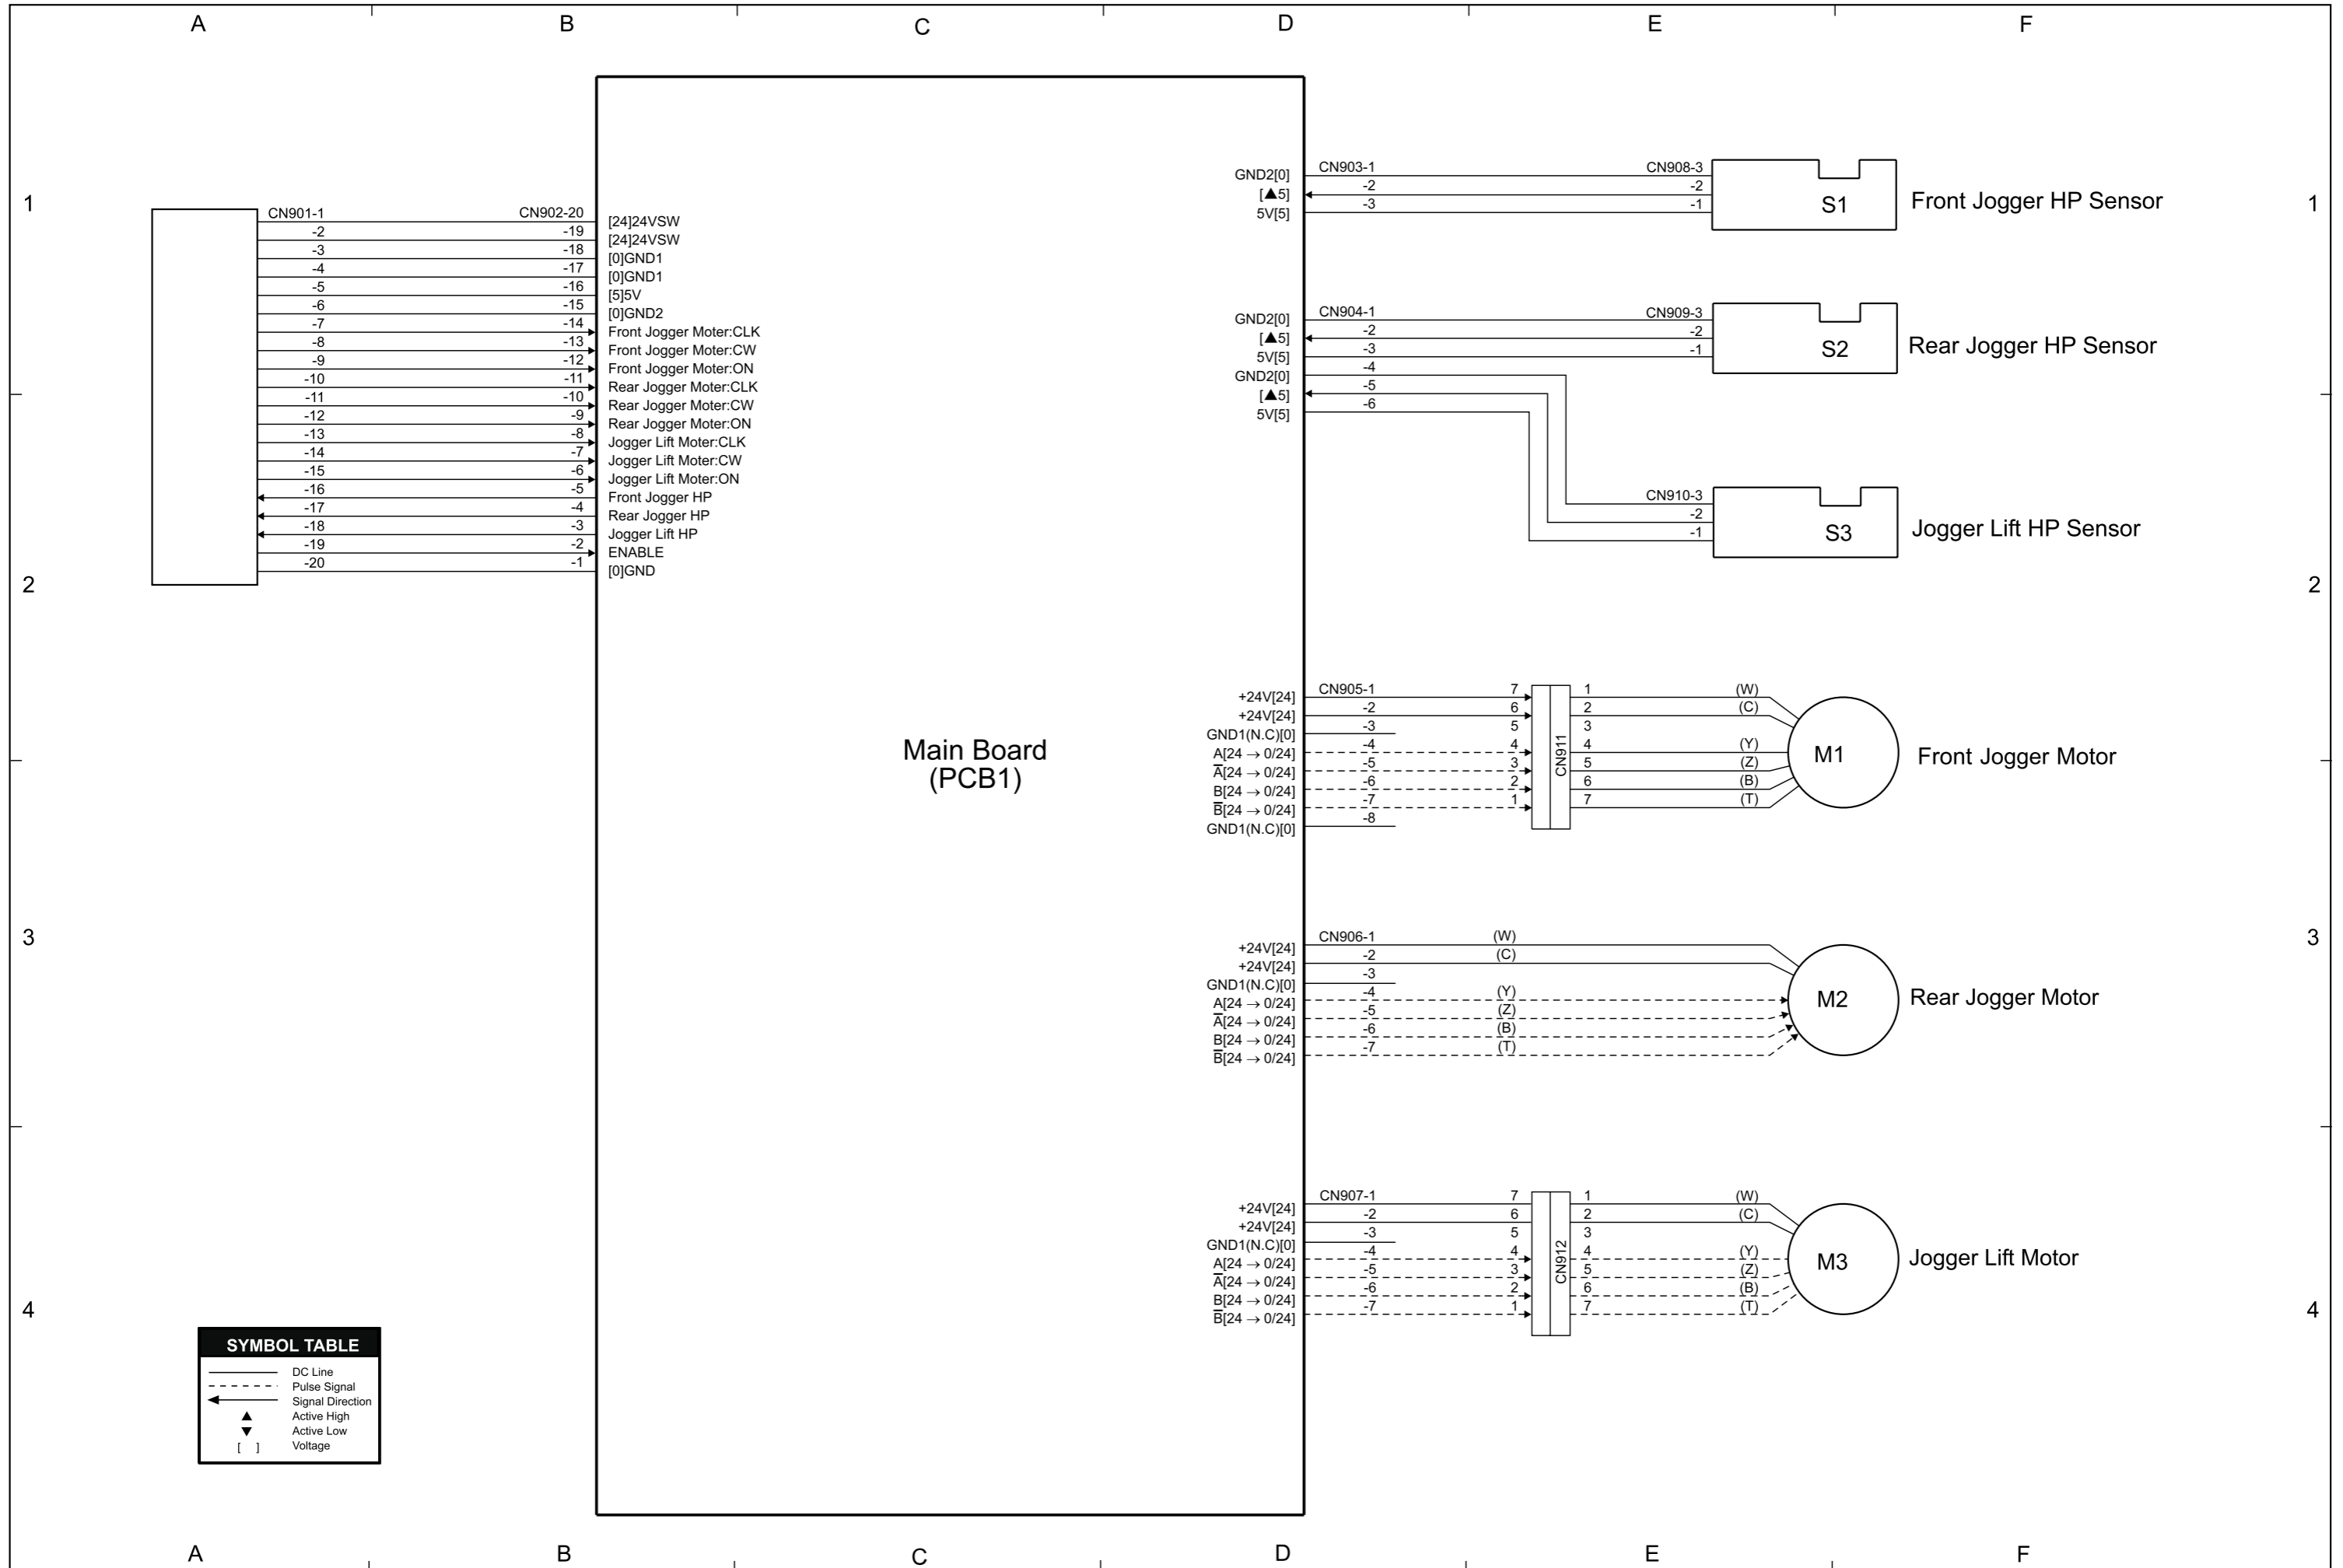 A B C D E F
1
2
3
4
CN901-1 CN902-20 [24]24VSW
-2 -19 [24]24VSW
-3 -18 [0]GND1
-4 -17 [0]GND1
-5 -16 [5]5V
-6 -15 [0]GND2
-7 -14 Front Jogger Moter:CLK
-8 -13 Front Jogger Moter:CW
-9 -12 Front Jogger Moter:ON
-10 -11 Rear Jogger Moter:CLK
-11 -10 Rear Jogger Moter:CW
-12 -9 Rear Jogger Moter:ON
-13 -8 Jogger Lift Moter:CLK
-14 -7 Jogger Lift Moter:CW
-15 -6 Jogger Lift Moter:ON
-16 -5 Front Jogger HP
-17 -4 Rear Jogger HP
-18 -3 Jogger Lift HP
-19 -2 ENABLE
-20 -1 [0]GND
Main Board
(PCB1)
GND2[0] CN903-1 CN908-3
[▲5] -2 -2
5V[5] -3 -1
S1 Front Jogger HP Sensor
GND2[0] CN904-1 CN909-3
[▲5] -2 -2
5V[5] -3 -1
S2 Rear Jogger HP Sensor
GND2[0] -4
[▲5] -5
5V[5] -6
CN910-3
-2
-1
S3 Jogger Lift HP Sensor
+24V[24] CN905-1 7 1 (W)
+24V[24] -2 6 2 (C)
GND1(N.C)[0] -3 5 3
A[24 → 0/24] -4 4 4 (Y)
A̅[24 → 0/24] -5 3 5 (Z)
B[24 → 0/24] -6 2 6 (B)
B̅[24 → 0/24] -7 1 7 (T)
GND1(N.C)[0] -8
CN911
M1 Front Jogger Motor
+24V[24] CN906-1 (W)
+24V[24] -2 (C)
GND1(N.C)[0] -3
A[24 → 0/24] -4 (Y)
A̅[24 → 0/24] -5 (Z)
B[24 → 0/24] -6 (B)
B̅[24 → 0/24] -7 (T)
M2 Rear Jogger Motor
+24V[24] CN907-1 7 1 (W)
+24V[24] -2 6 2 (C)
GND1(N.C)[0] -3 5 3
A[24 → 0/24] -4 4 4 (Y)
A̅[24 → 0/24] -5 3 5 (Z)
B[24 → 0/24] -6 2 6 (B)
B̅[24 → 0/24] -7 1 7 (T)
CN912
M3 Jogger Lift Motor
SYMBOL TABLE
DC Line
Pulse Signal
Signal Direction
▲ Active High
▼ Active Low
[ ] Voltage
1
2
3
4
A B C D E F